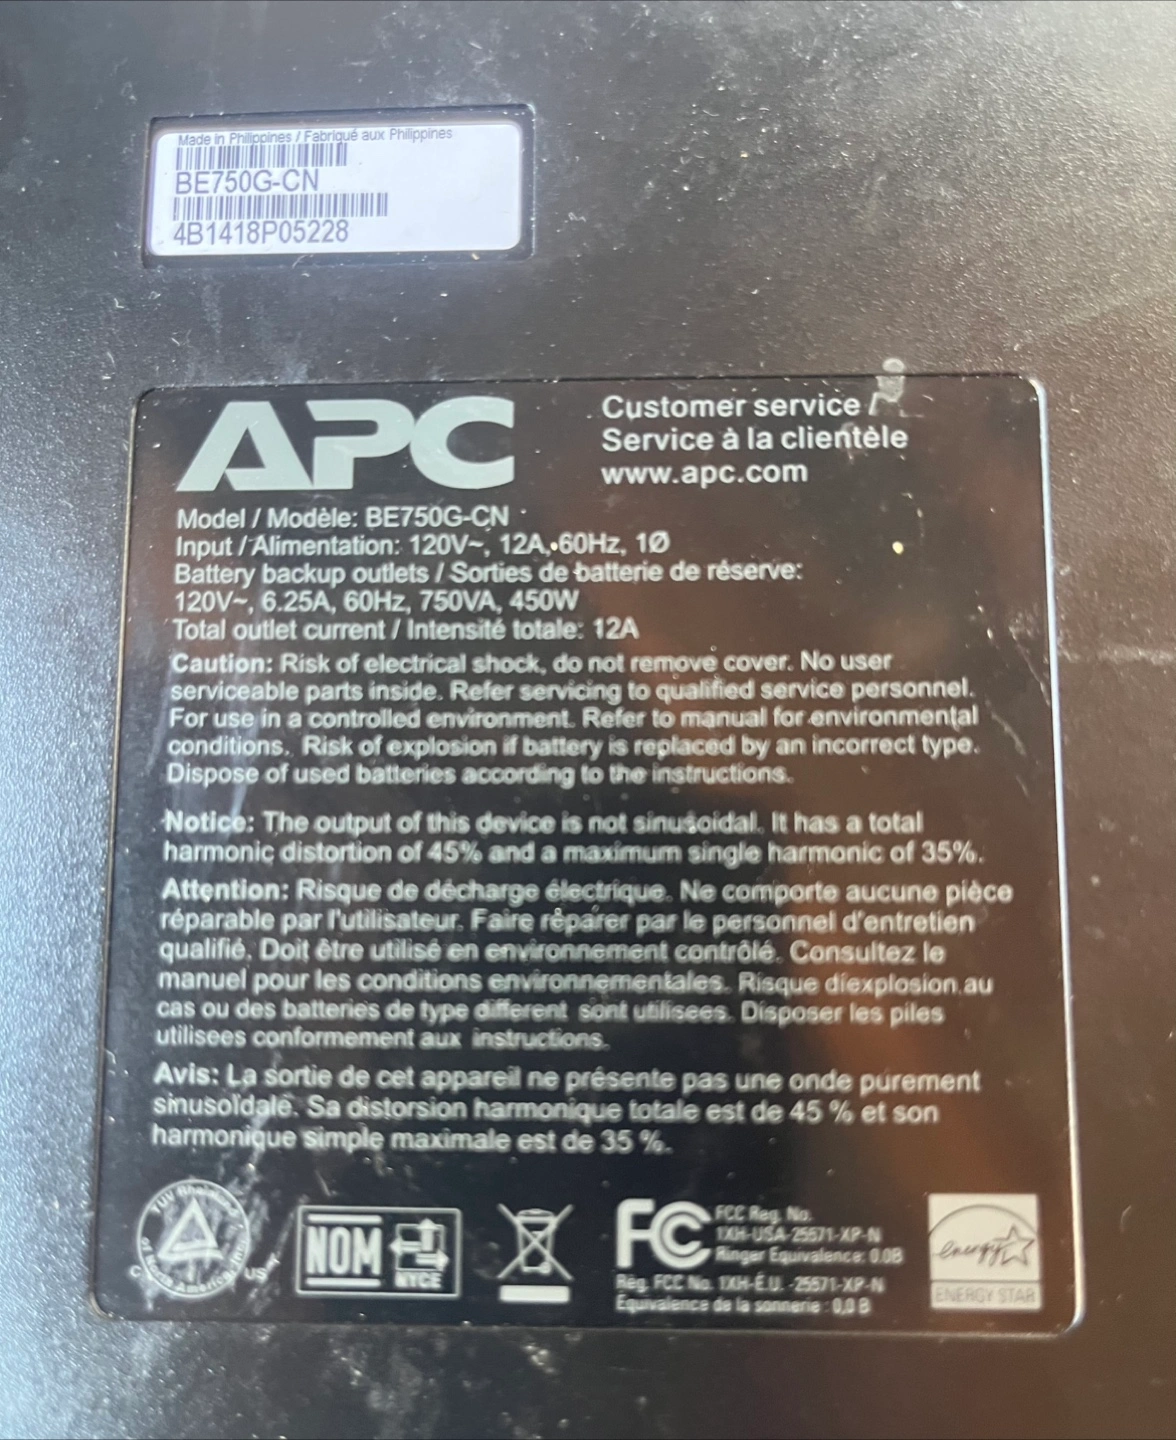 Made in Philippines / Fabriqué aux Philippines
BE750G-CN
4B1418P05228
APC
Customer service
Service à la clientèle
www.apc.com
Model / Modèle: BE750G-CN
Input / Alimentation: 120V~, 12A, 60Hz, 1Ø
Battery backup outlets / Sorties de batterie de réserve:
120V~, 6.25A, 60Hz, 750VA, 450W
Total outlet current / Intensité totale: 12A
Caution: Risk of electrical shock, do not remove cover. No user
serviceable parts inside. Refer servicing to qualified service personnel.
For use in a controlled environment. Refer to manual for environmental
conditions. Risk of explosion if battery is replaced by an incorrect type.
Dispose of used batteries according to the instructions.
Notice: The output of this device is not sinusoidal. It has a total
harmonic distortion of 45% and a maximum single harmonic of 35%.
Attention: Risque de décharge électrique. Ne comporte aucune pièce
réparable par l'utilisateur. Faire réparer par le personnel d'entretien
qualifié. Doit être utilisé en environnement contrôlé. Consultez le
manuel pour les conditions environnementales. Risque diexplosion au
cas ou des batteries de type different sont utilisees. Disposer les piles
utilisees conformement aux instructions.
Avis: La sortie de cet appareil ne présente pas une onde purement
sinusoïdale. Sa distorsion harmonique totale est de 45 % et son
harmonique simple maximale est de 35 %.
TUV Rheinland
of North America
C US
NOM
NYCE
FC
FCC Reg. No.
1XH-USA-25571-XP-N
Ringer Equivalence: 0.0B
Rég. FCC No. 1XH-É.U. -25571-XP-N
Équivalence de la sonnerie : 0,0 B
energy
ENERGY STAR